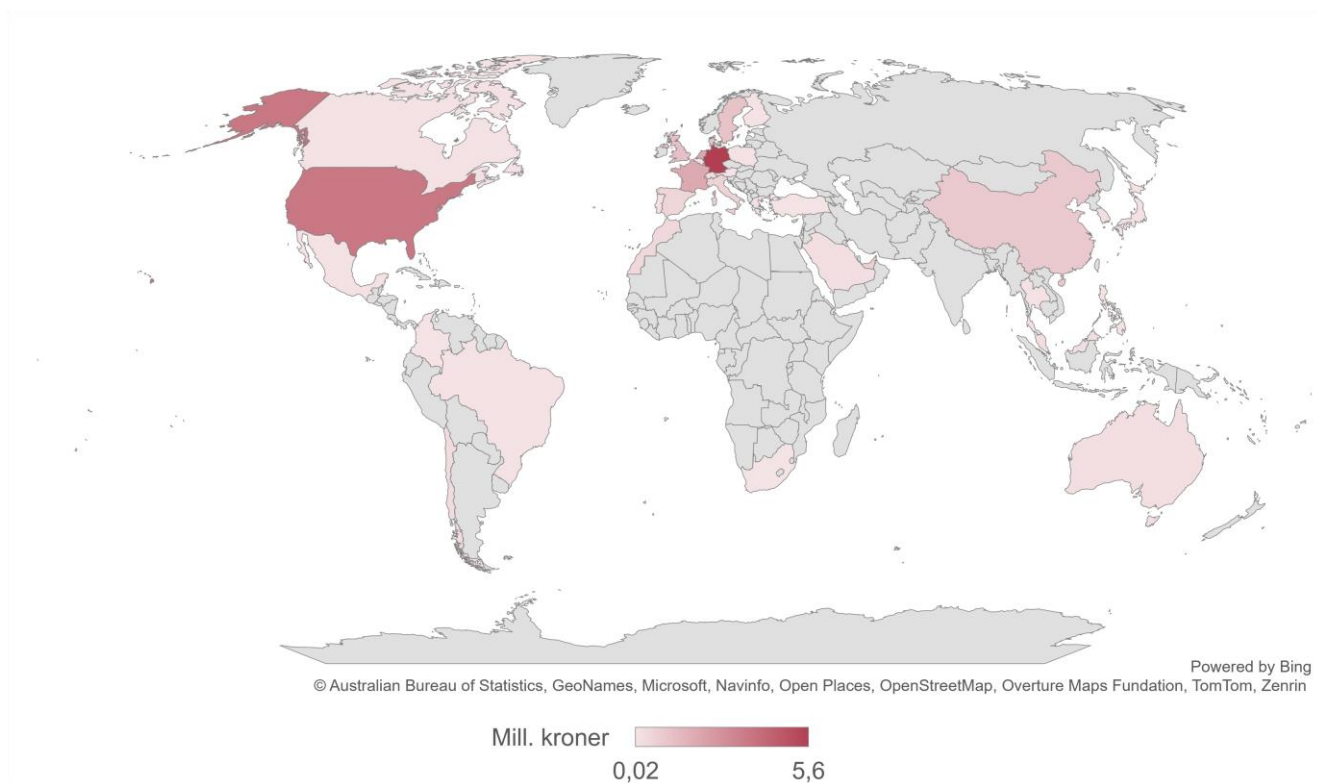 Powered by Bing
© Australian Bureau of Statistics, GeoNames, Microsoft, Navinfo, Open Places, OpenStreetMap, Overture Maps Fundation, TomTom, Zenrin
Mill. kroner
0,02 5,6